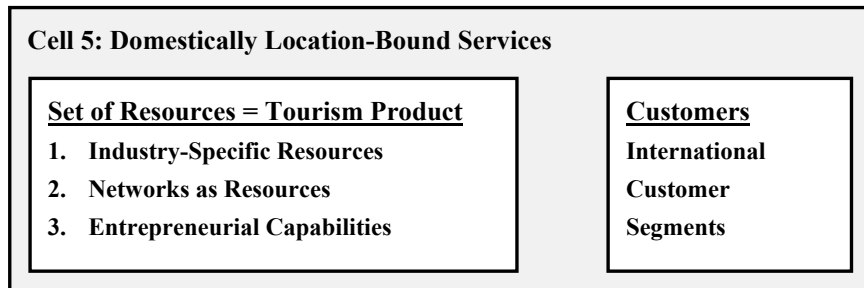 Cell 5: Domestically Location-Bound Services
Set of Resources = Tourism Product
1. Industry-Specific Resources
2. Networks as Resources
3. Entrepreneurial Capabilities
Customers
International
Customer
Segments